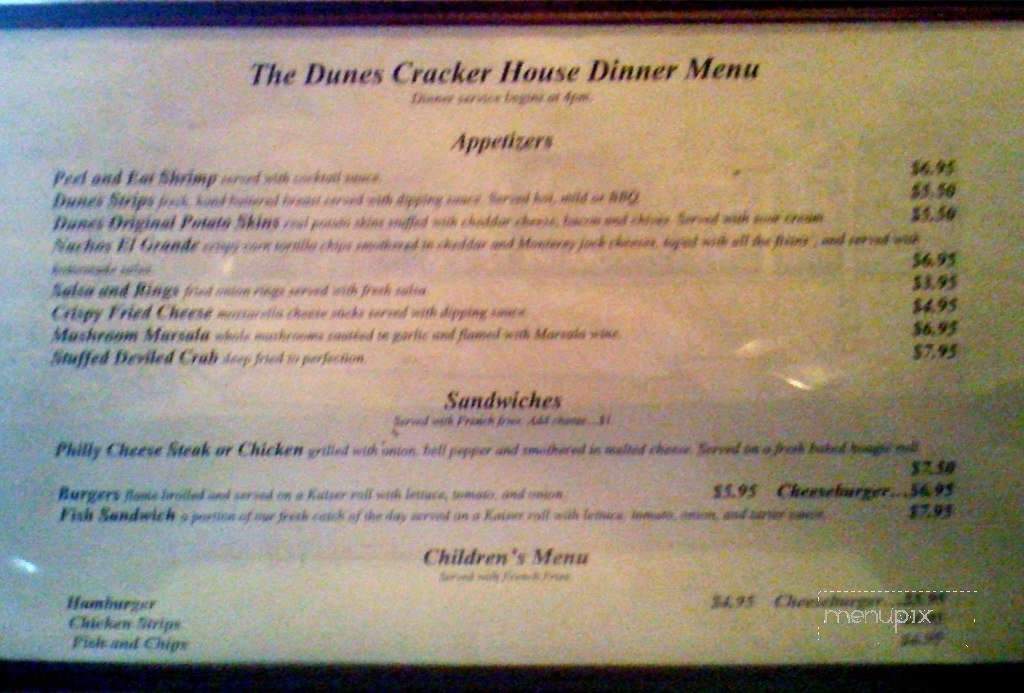 The Dunes Cracker House Dinner Menu
Dinner service begins at 4pm.
Appetizers
Peel and Eat Shrimp served with cocktail sauce. $6.95
Dunes Strips fresh, hand battered breast served with dipping sauce. Served hot, mild or BBQ $5.50
Dunes Original Potato Skins real potato skins stuffed with cheddar cheese, bacon and chives. Served with sour cream. $5.50
Nachos El Grande crispy corn tortilla chips smothered in cheddar and Monterey jack cheeses, topped with all the fixins', and served with
homemade salsa. $6.95
Salsa and Rings fried onion rings served with fresh salsa. $3.95
Crispy Fried Cheese mozzarella cheese sticks served with dipping sauce. $4.95
Mushroom Marsala whole mushrooms sautéed in garlic and flamed with Marsala wine. $6.95
Stuffed Deviled Crab deep fried to perfection. $7.95
Sandwiches
Served with French fries. Add cheese...$1
Philly Cheese Steak or Chicken grilled with onion, bell pepper and smothered in melted cheese. Served on a fresh baked hoagie roll.
$7.50
Burgers flame broiled and served on a Kaiser roll with lettuce, tomato, and onion. $5.95 Cheeseburger...$6.95
Fish Sandwich a portion of our fresh catch of the day served on a Kaiser roll with lettuce, tomato, onion, and tarter sauce. $7.95
Children's Menu
Served with French Fries
Hamburger $4.95 Cheeseburger...
Chicken Strips
Fish and Chips $6.95
menupix